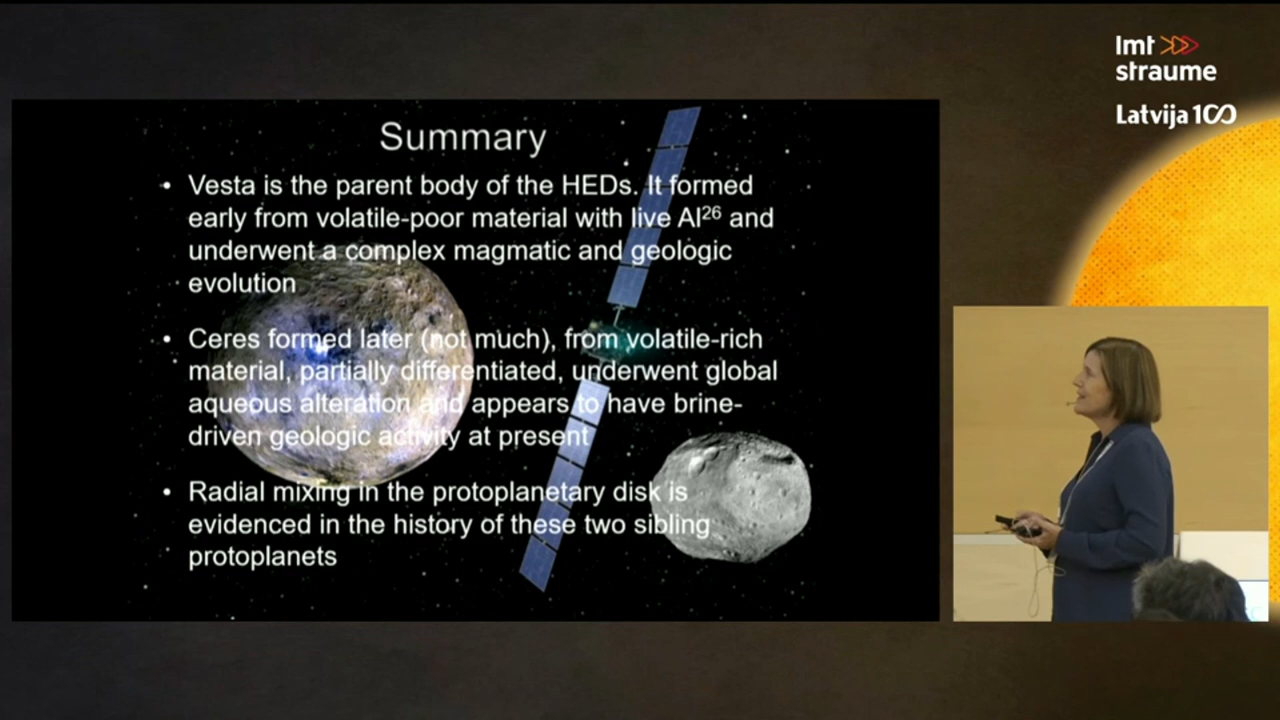 lmt
straume
Latvija 100
Summary
• Vesta is the parent body of the HEDs. It formed
early from volatile-poor material with live Al²⁶ and
underwent a complex magmatic and geologic
evolution
• Ceres formed later (not much), from volatile-rich
material, partially differentiated, underwent global
aqueous alteration and appears to have brine-
driven geologic activity at present
• Radial mixing in the protoplanetary disk is
evidenced in the history of these two sibling
protoplanets